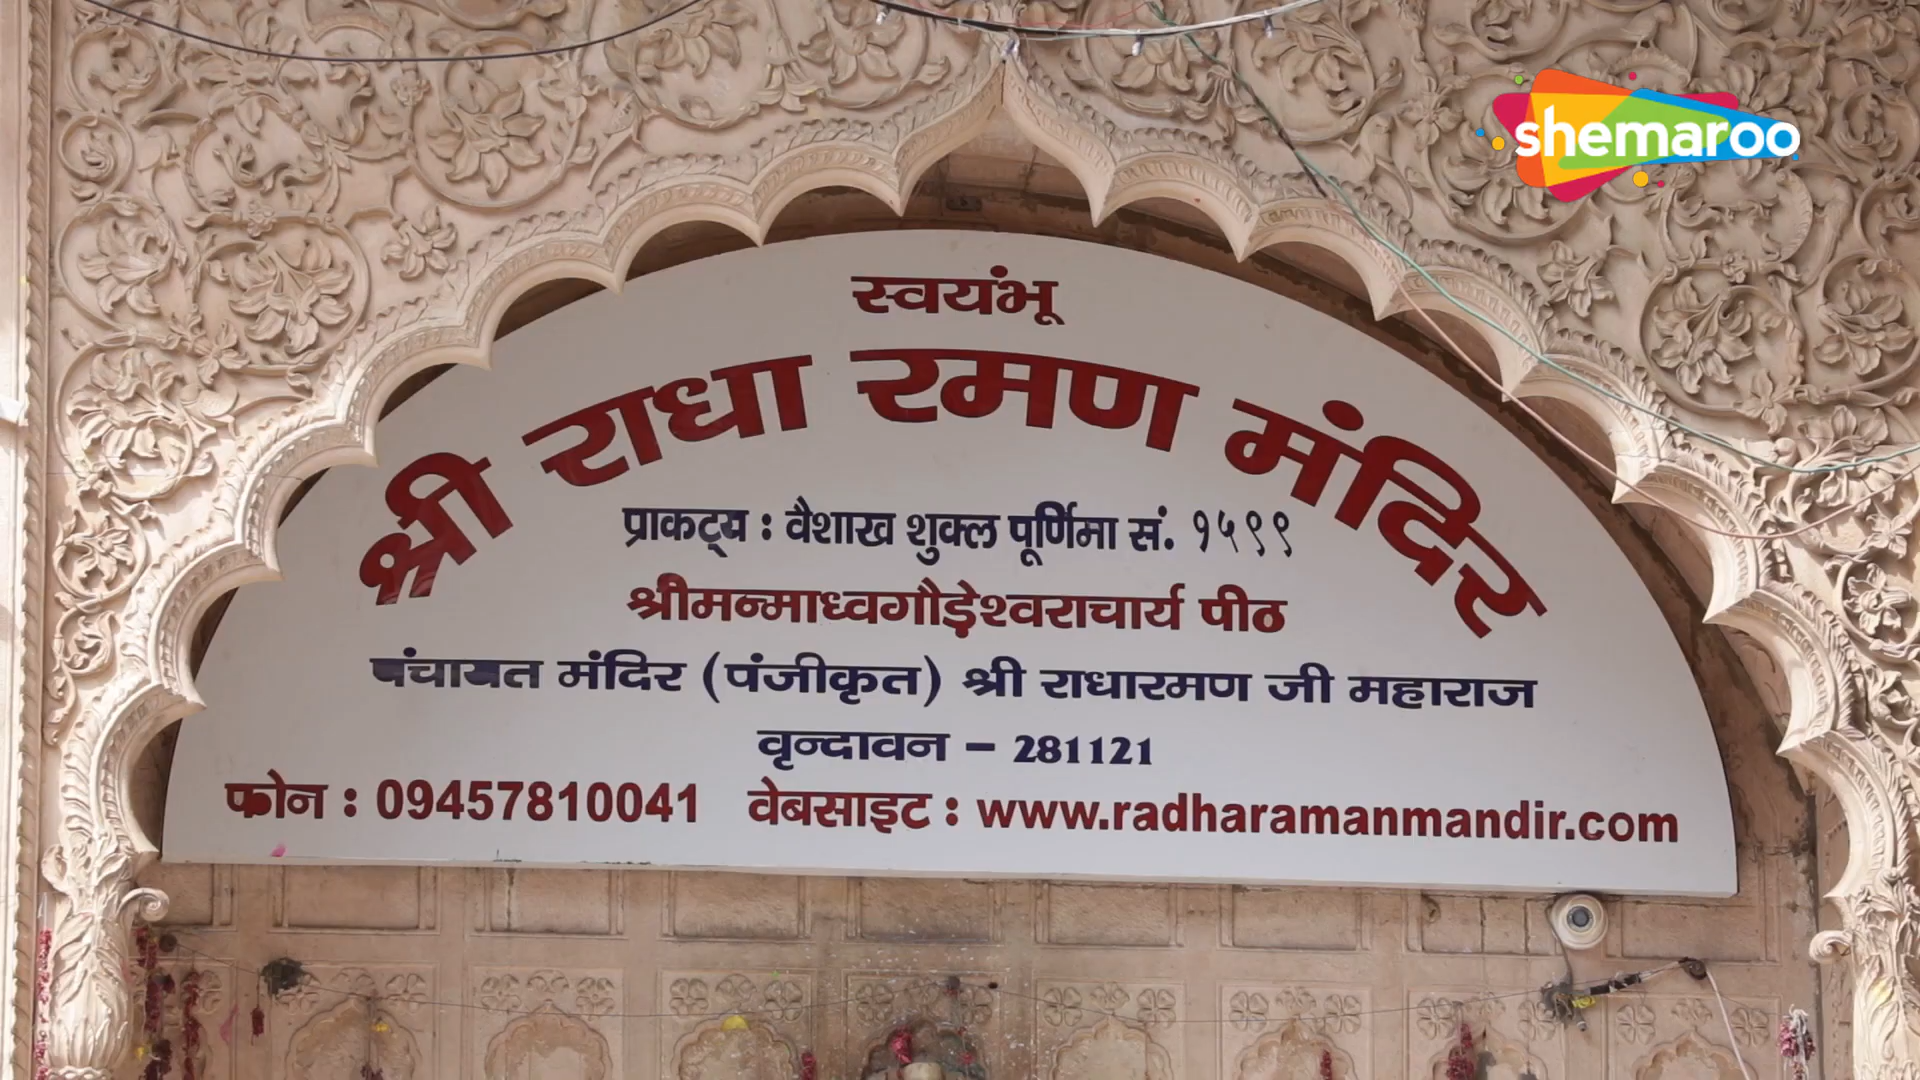 shemaroo
स्वयंभू
श्री राधा रमण मंदिर
प्राकट्य : वैशाख शुक्ल पूर्णिमा सं. १५९९
श्रीमन्माध्वगौड़ेश्वराचार्य पीठ
पंचायत मंदिर (पंजीकृत) श्री राधारमण जी महाराज
वृन्दावन – 281121
फोन : 09457810041 वेबसाइट : www.radharamanmandir.com